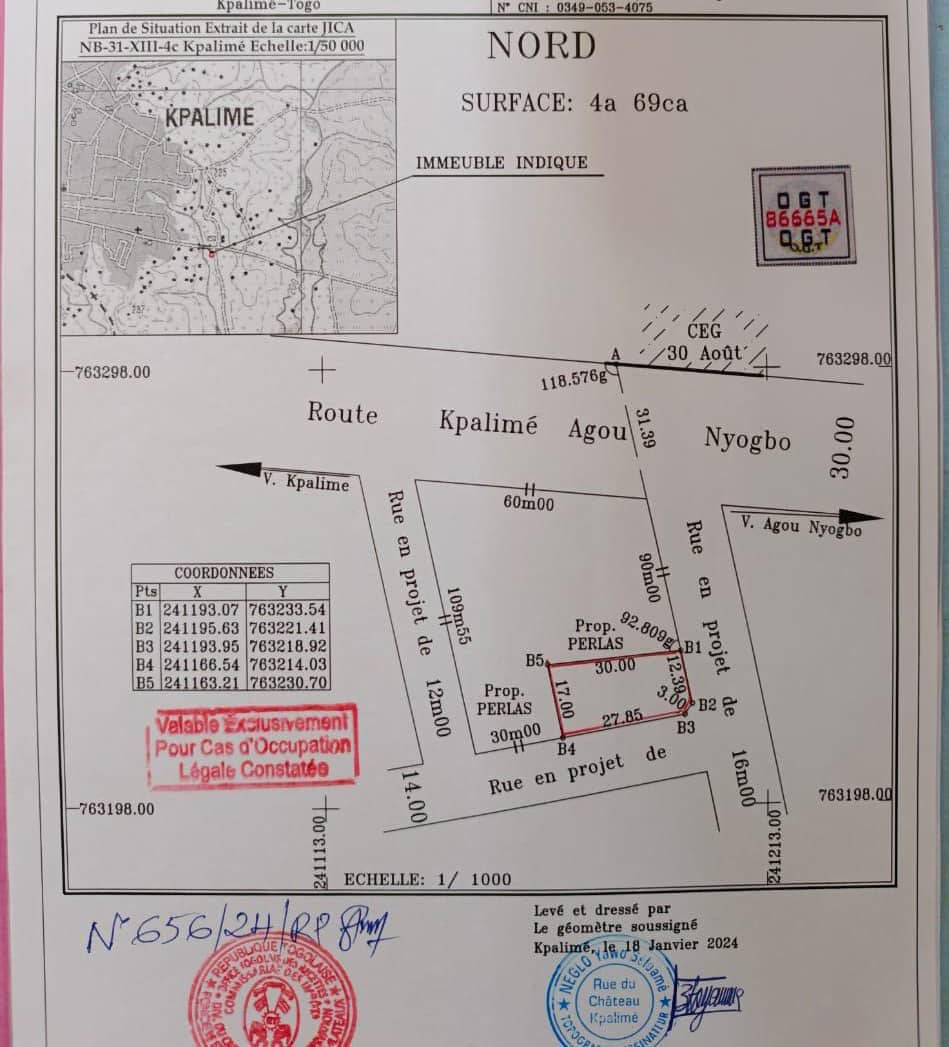 Kpalimé-Togo
N° CNI : 0349-053-4075
Plan de Situation Extrait de la carte JICA
NB-31-XIII-4c Kpalimé Echelle:1/50 000
NORD
SURFACE: 4a 69ca
KPALIME
IMMEUBLE INDIQUE
285
287
O G T
86665A
O G T
O.G.T
CEG
30 Août
A
118.576g
763298.00
763298.00
31.39
Route Kpalimé Agou Nyogbo
30.00
V. Kpalime
V. Agou Nyogbo
60m00
Rue en projet de 12m00
Rue en projet de 16m00
109m55
90m00
COORDONNEES
Pts X Y
B1 241193.07 763233.54
B2 241195.63 763221.41
B3 241193.95 763218.92
B4 241166.54 763214.03
B5 241163.21 763230.70
Prop.
PERLAS
92.809g
B1
B5
30.00
12.39
Prop.
PERLAS
17.00
3.00
B2
27.85
B3
30m00
B4
Rue en projet de
14.00
Valable Exclusivement
Pour Cas d'Occupation
Légale Constatée
763198.00
763198.00
241113.00
241213.00
ECHELLE: 1/ 1000
N° 656/24/RP
Levé et dressé par
Le géomètre soussigné
Kpalimé, le 18 Janvier 2024
REPUBLIQUE TOGOLAISE
NEGLO Yawo Selaamé
Rue du
Château
Kpalimé